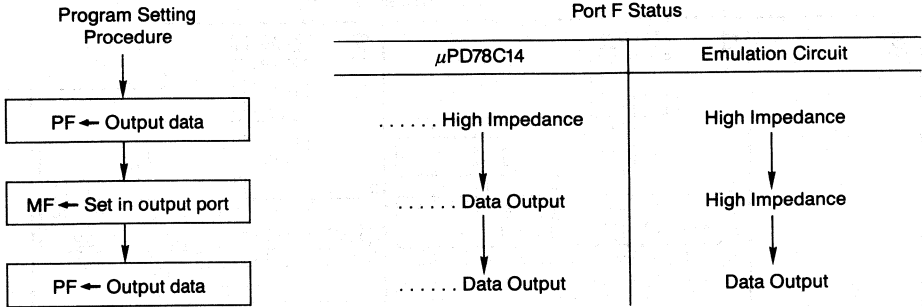 Program Setting
Procedure
PF ← Output data
MF ← Set in output port
PF ← Output data
Port F Status
μPD78C14 Emulation Circuit
...... High Impedance High Impedance
...... Data Output High Impedance
...... Data Output Data Output